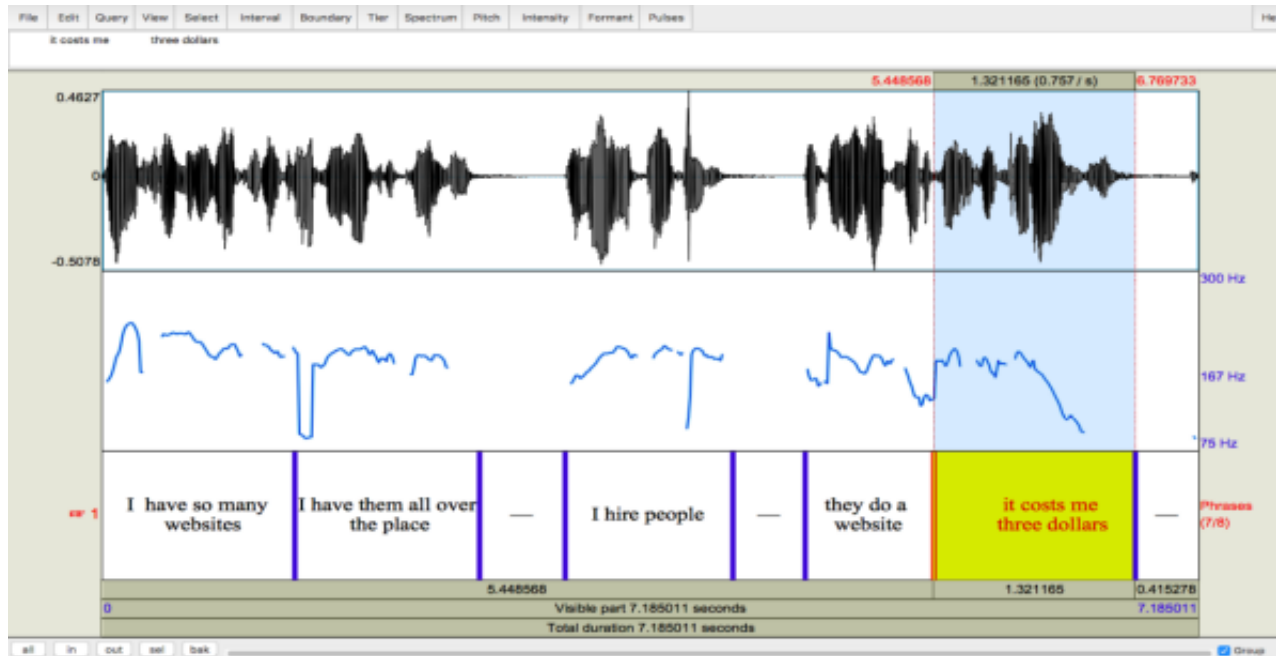 File Edit Query View Select Interval Boundary Tier Spectrum Pitch Intensity Formant Pulses He
it costs me three dollars
5.448568 1.321165 (0.757 / s) 6.769733
0.4627
0
-0.5078
300 Hz
167 Hz
75 Hz
1
I have so many
websites
I have them all over
the place
—
I hire people
—
they do a
website
it costs me
three dollars
—
Phrases
(7/8)
5.448568 1.321165 0.415278
0 Visible part 7.185011 seconds 7.185011
Total duration 7.185011 seconds
all in out sel bak Group